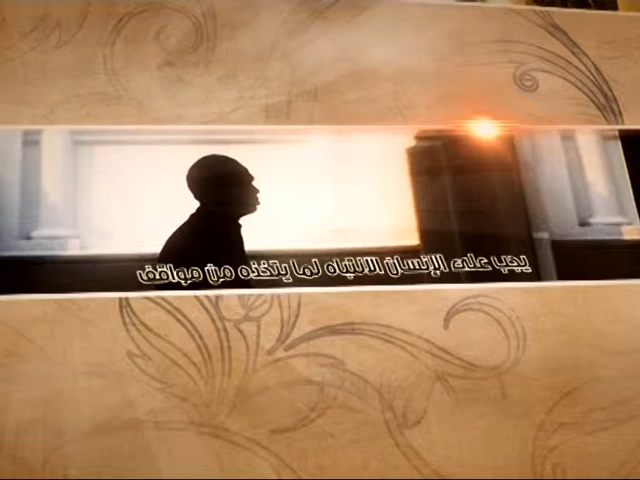 يجب على الإنسان الانتباه لما يتخذه من مواقف